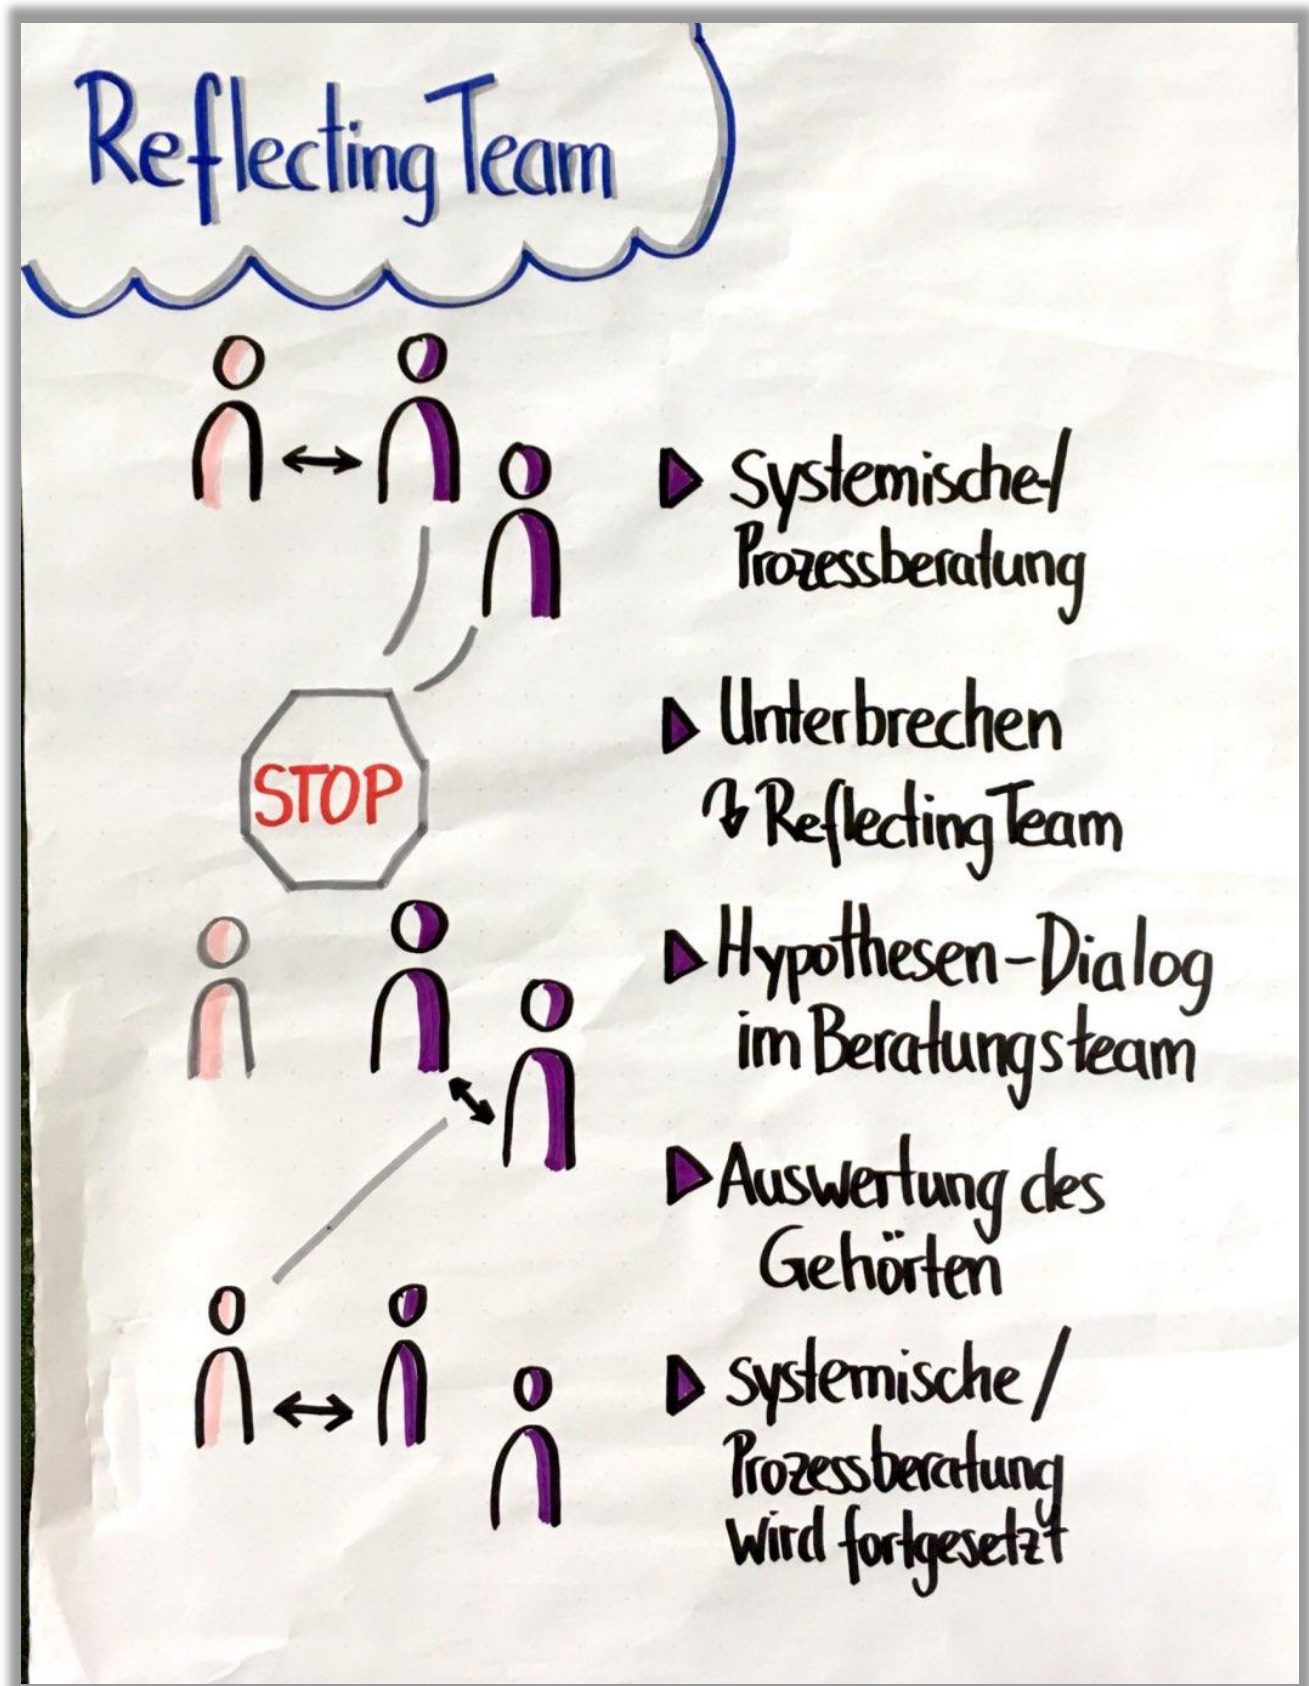 Reflecting Team
Systemische/
Prozessberatung
STOP
Unterbrechen
Reflecting Team
Hypothesen-Dialog
im Beratungsteam
Auswertung des
Gehörten
systemische/
Prozessberatung
wird fortgesetzt